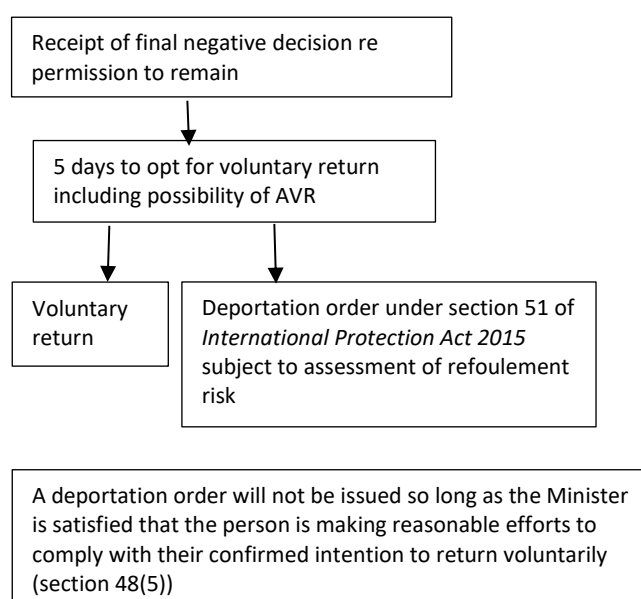 Receipt of final negative decision re
permission to remain
5 days to opt for voluntary return
including possibility of AVR
Voluntary
return
Deportation order under section 51 of
International Protection Act 2015
subject to assessment of refoulement
risk
A deportation order will not be issued so long as the Minister
is satisfied that the person is making reasonable efforts to
comply with their confirmed intention to return voluntarily
(section 48(5))